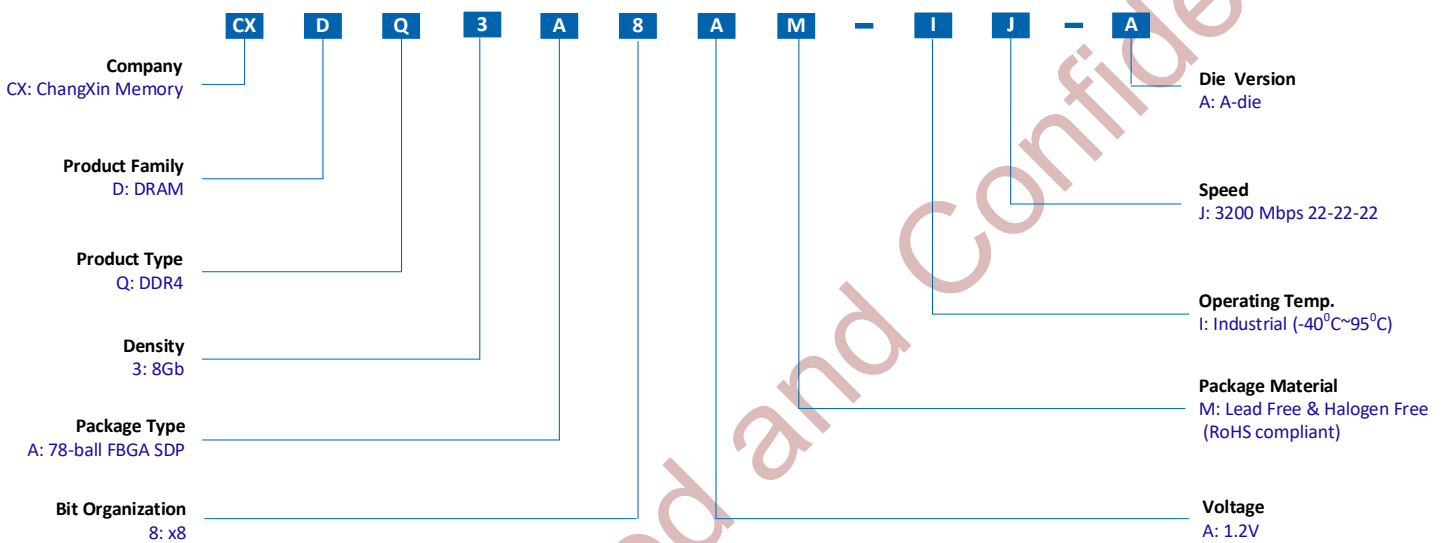 CX D Q 3 A 8 A M - I J - A
Company
CX: ChangXin Memory
Product Family
D: DRAM
Product Type
Q: DDR4
Density
3: 8Gb
Package Type
A: 78-ball FBGA SDP
Bit Organization
8: x8
Die Version
A: A-die
Speed
J: 3200 Mbps 22-22-22
Operating Temp.
I: Industrial (-40⁰C~95⁰C)
Package Material
M: Lead Free & Halogen Free
(RoHS compliant)
Voltage
A: 1.2V
and